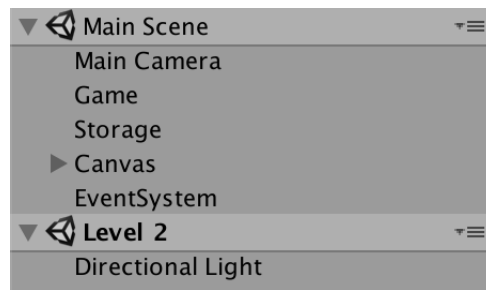 Main Scene
Main Camera
Game
Storage
Canvas
EventSystem
Level 2
Directional Light